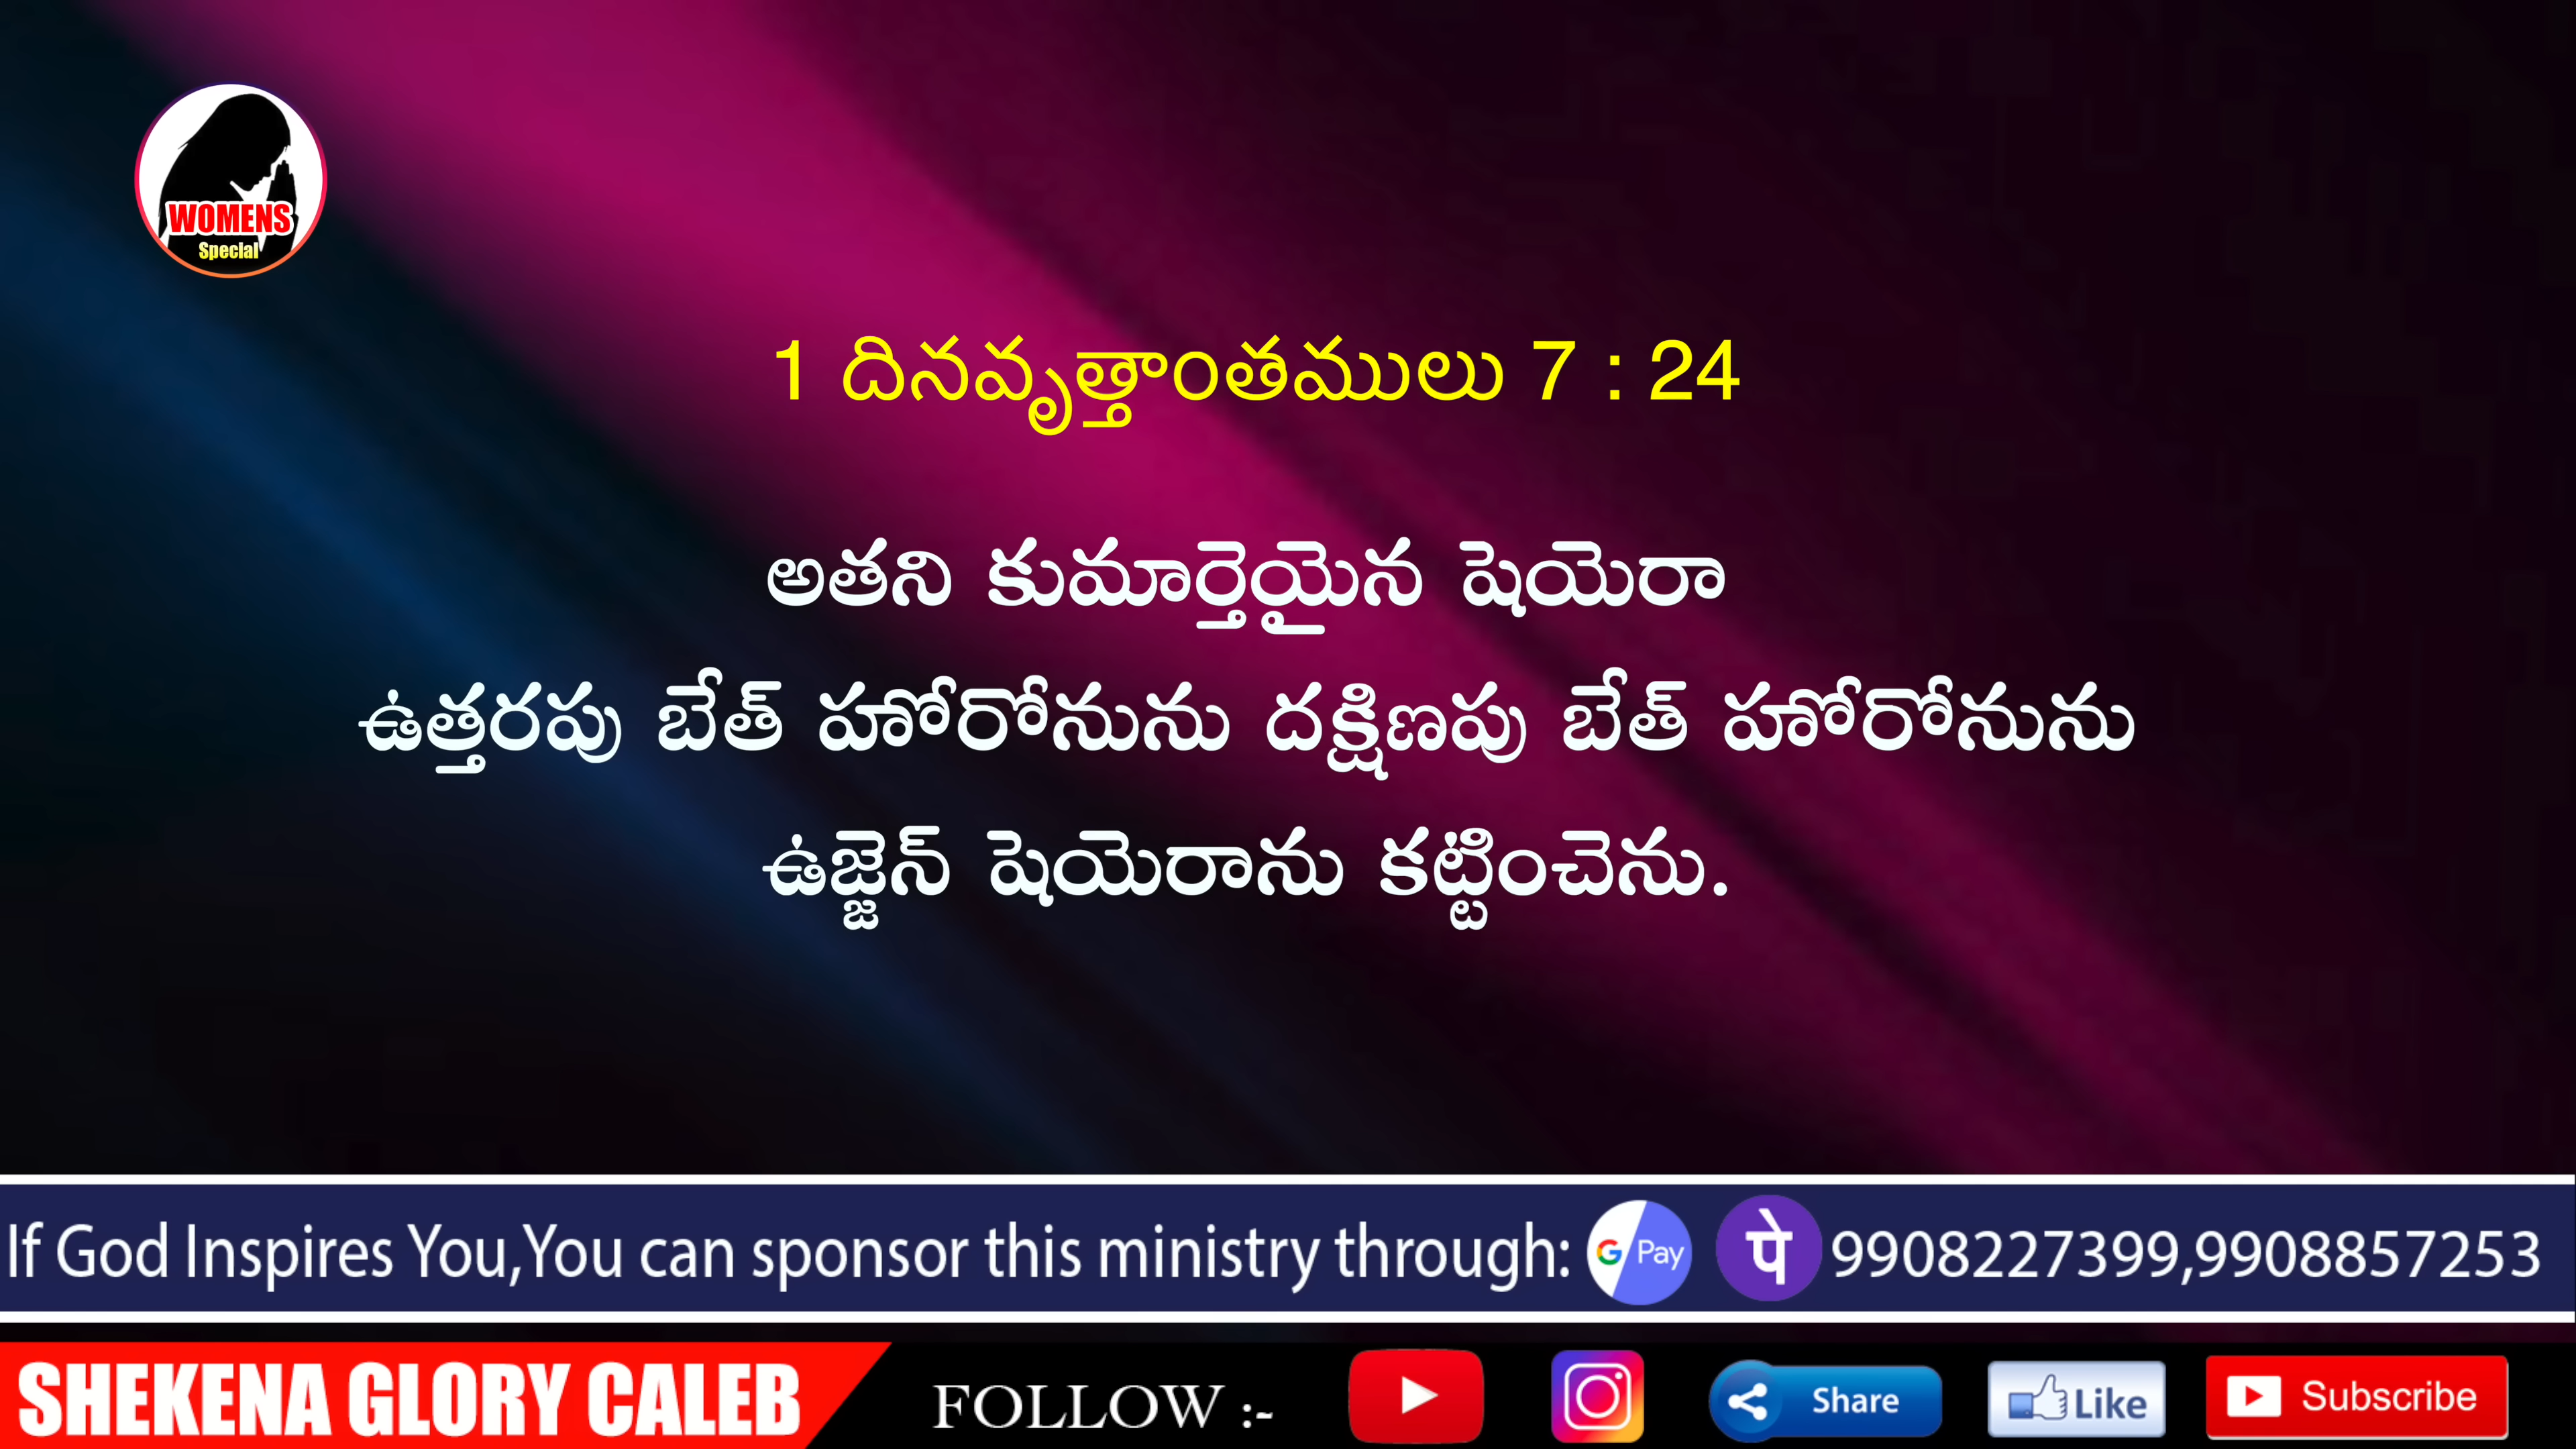 WOMENS
Special
1 దినవృత్తాంతములు 7 : 24
అతని కుమార్తెయైన షెయెరా
ఉత్తరపు బేత్ హోరోనును దక్షిణపు బేత్ హోరోనును
ఉజ్జెన్ షెయెరాను కట్టించెను.
If God Inspires You,You can sponsor this ministry through: G Pay पे 9908227399,9908857253
SHEKENA GLORY CALEB FOLLOW :- Share Like Subscribe